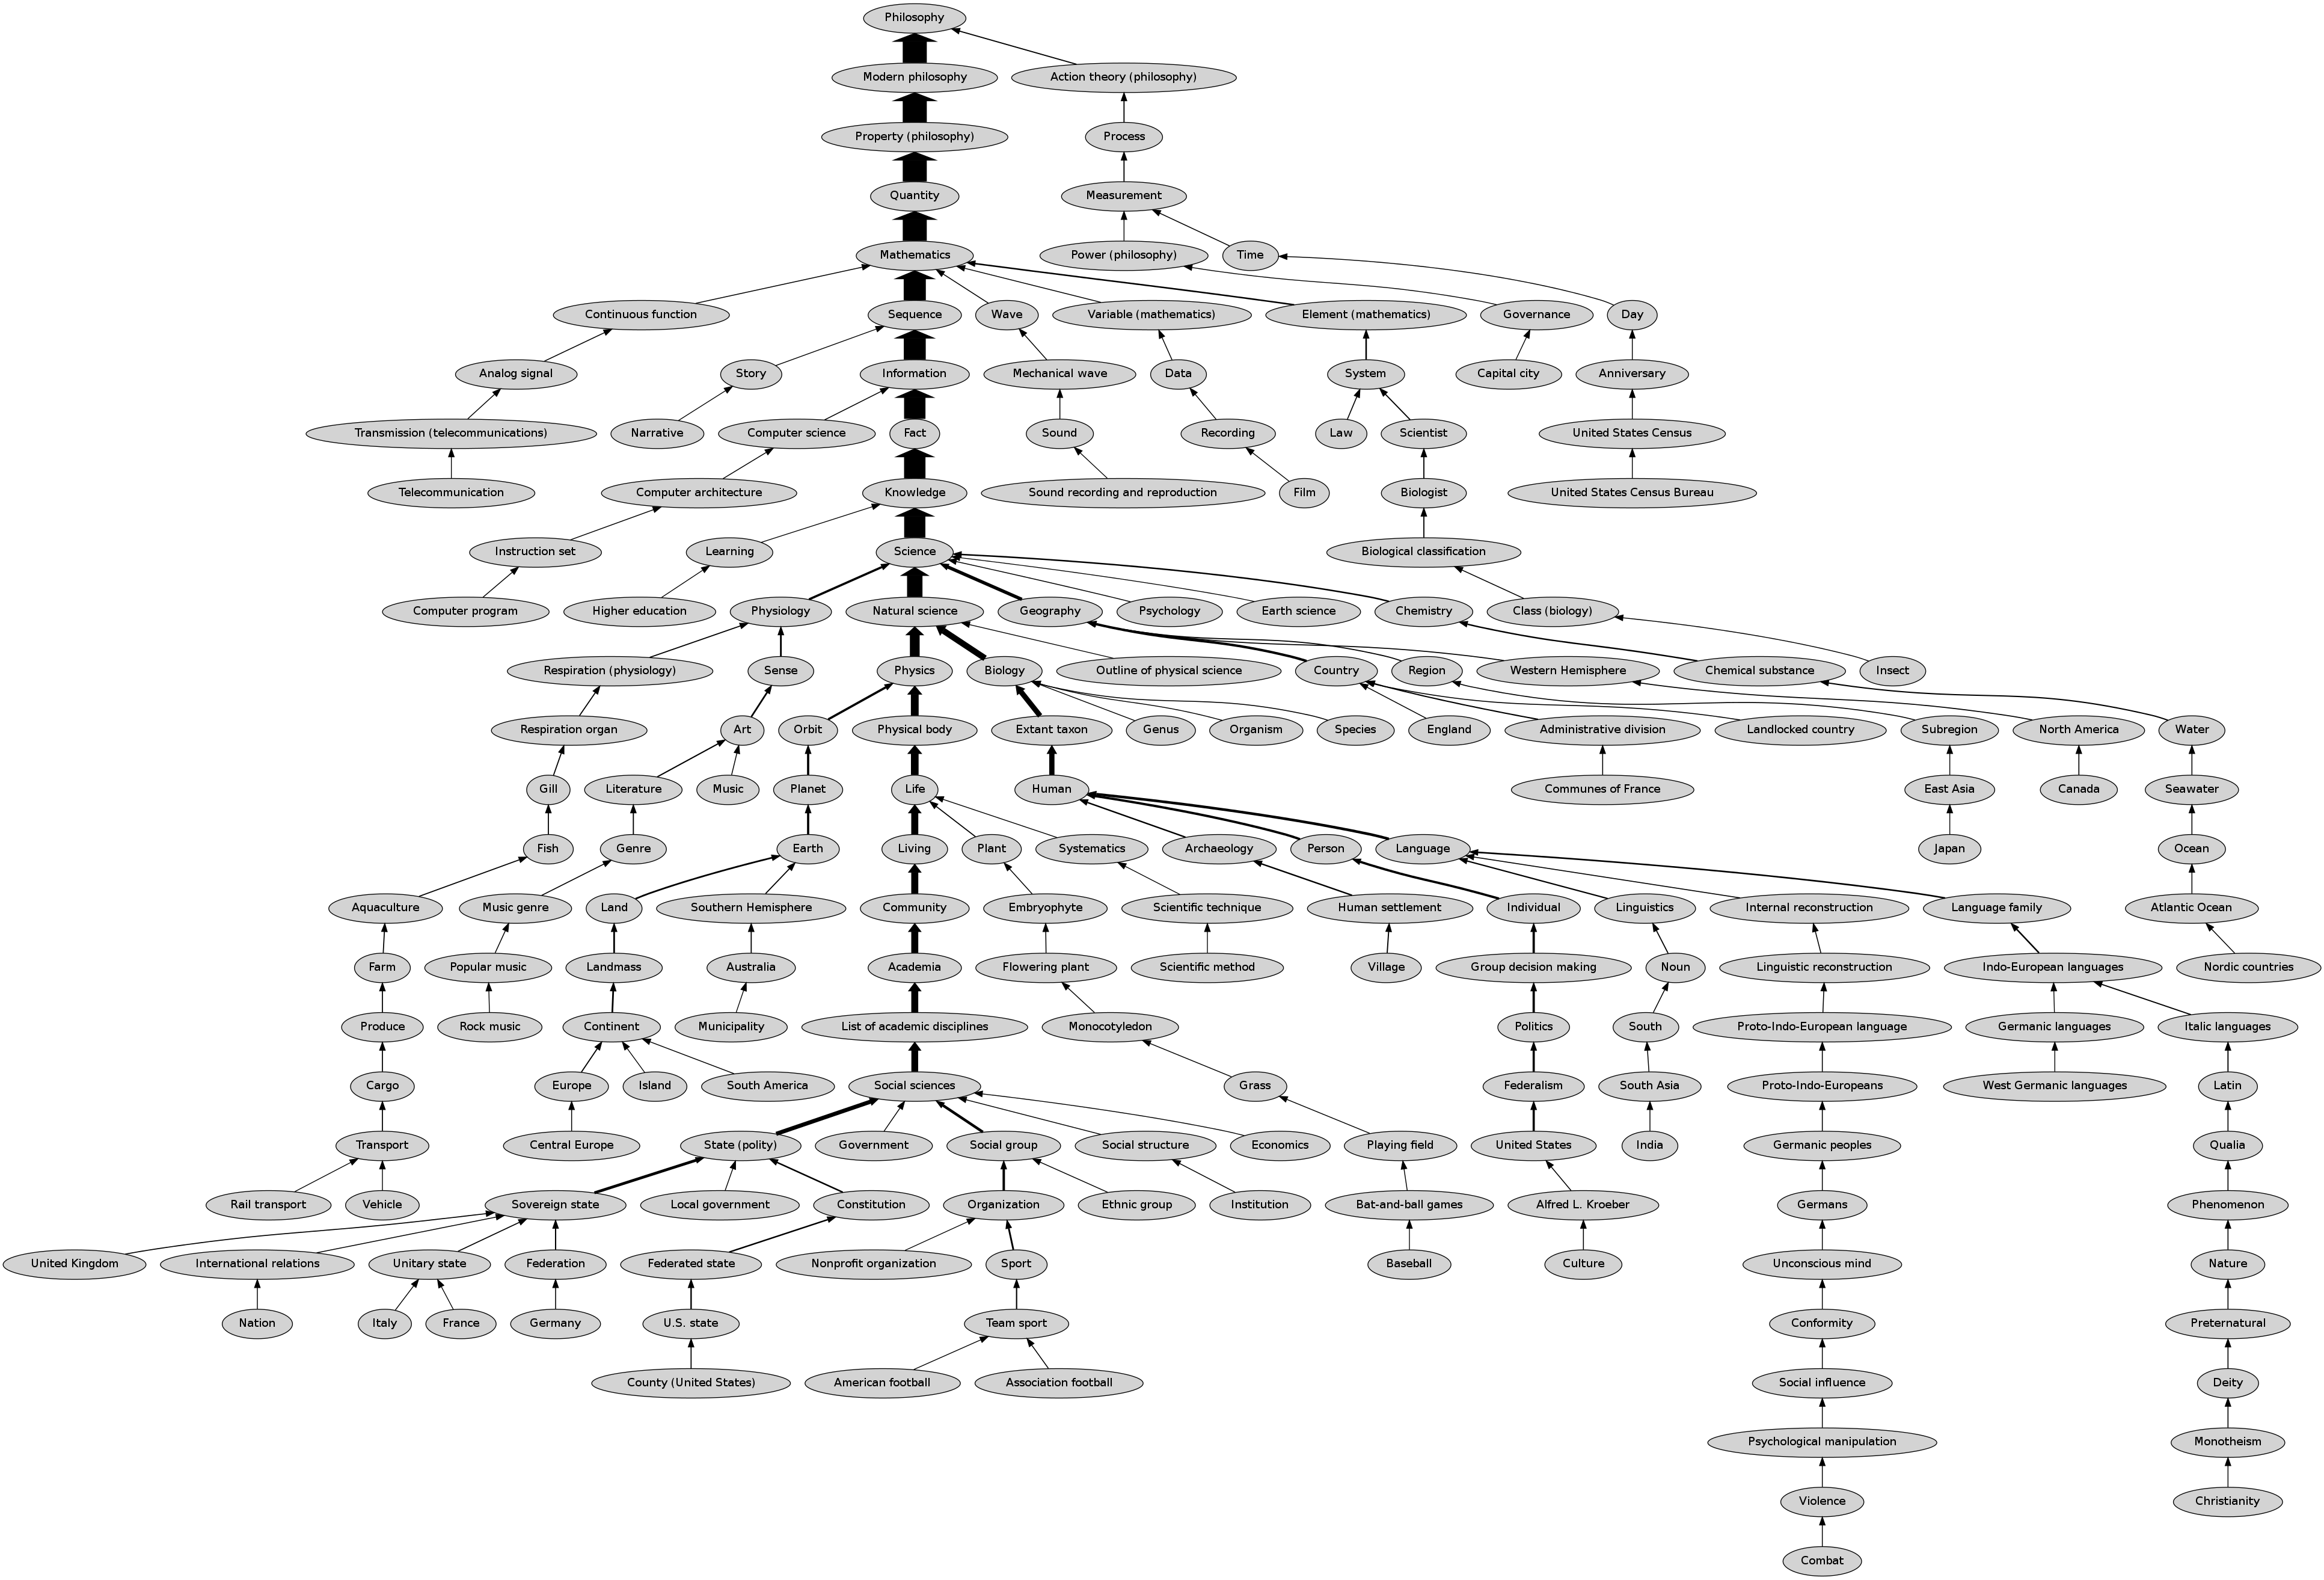 Philosophy
Modern philosophy
Action theory (philosophy)
Property (philosophy)
Process
Quantity
Measurement
Mathematics
Power (philosophy)
Time
Continuous function
Sequence
Wave
Variable (mathematics)
Element (mathematics)
Governance
Day
Analog signal
Story
Information
Mechanical wave
Data
System
Capital city
Anniversary
Transmission (telecommunications)
Narrative
Computer science
Fact
Sound
Recording
Law
Scientist
United States Census
Telecommunication
Computer architecture
Knowledge
Sound recording and reproduction
Film
Biologist
United States Census Bureau
Instruction set
Learning
Science
Biological classification
Computer program
Higher education
Physiology
Natural science
Geography
Psychology
Earth science
Chemistry
Class (biology)
Respiration (physiology)
Sense
Physics
Biology
Outline of physical science
Country
Region
Western Hemisphere
Chemical substance
Insect
Respiration organ
Art
Orbit
Physical body
Extant taxon
Genus
Organism
Species
England
Administrative division
Landlocked country
Subregion
North America
Water
Gill
Literature
Music
Planet
Life
Human
Communes of France
East Asia
Canada
Seawater
Fish
Genre
Earth
Living
Plant
Systematics
Archaeology
Person
Language
Japan
Ocean
Aquaculture
Music genre
Land
Southern Hemisphere
Community
Embryophyte
Scientific technique
Human settlement
Individual
Linguistics
Internal reconstruction
Language family
Atlantic Ocean
Farm
Popular music
Landmass
Australia
Academia
Flowering plant
Scientific method
Village
Group decision making
Noun
Linguistic reconstruction
Indo-European languages
Nordic countries
Produce
Rock music
Continent
Municipality
List of academic disciplines
Monocotyledon
Politics
South
Proto-Indo-European language
Germanic languages
Italic languages
Cargo
Europe
Island
South America
Social sciences
Grass
Federalism
South Asia
Proto-Indo-Europeans
West Germanic languages
Latin
Transport
Central Europe
State (polity)
Government
Social group
Social structure
Economics
Playing field
United States
India
Germanic peoples
Qualia
Rail transport
Vehicle
Sovereign state
Local government
Constitution
Organization
Ethnic group
Institution
Bat-and-ball games
Alfred L. Kroeber
Germans
Phenomenon
United Kingdom
International relations
Unitary state
Federation
Federated state
Nonprofit organization
Sport
Baseball
Culture
Unconscious mind
Nature
Nation
Italy
France
Germany
U.S. state
Team sport
Conformity
Preternatural
County (United States)
American football
Association football
Social influence
Deity
Psychological manipulation
Monotheism
Violence
Christianity
Combat